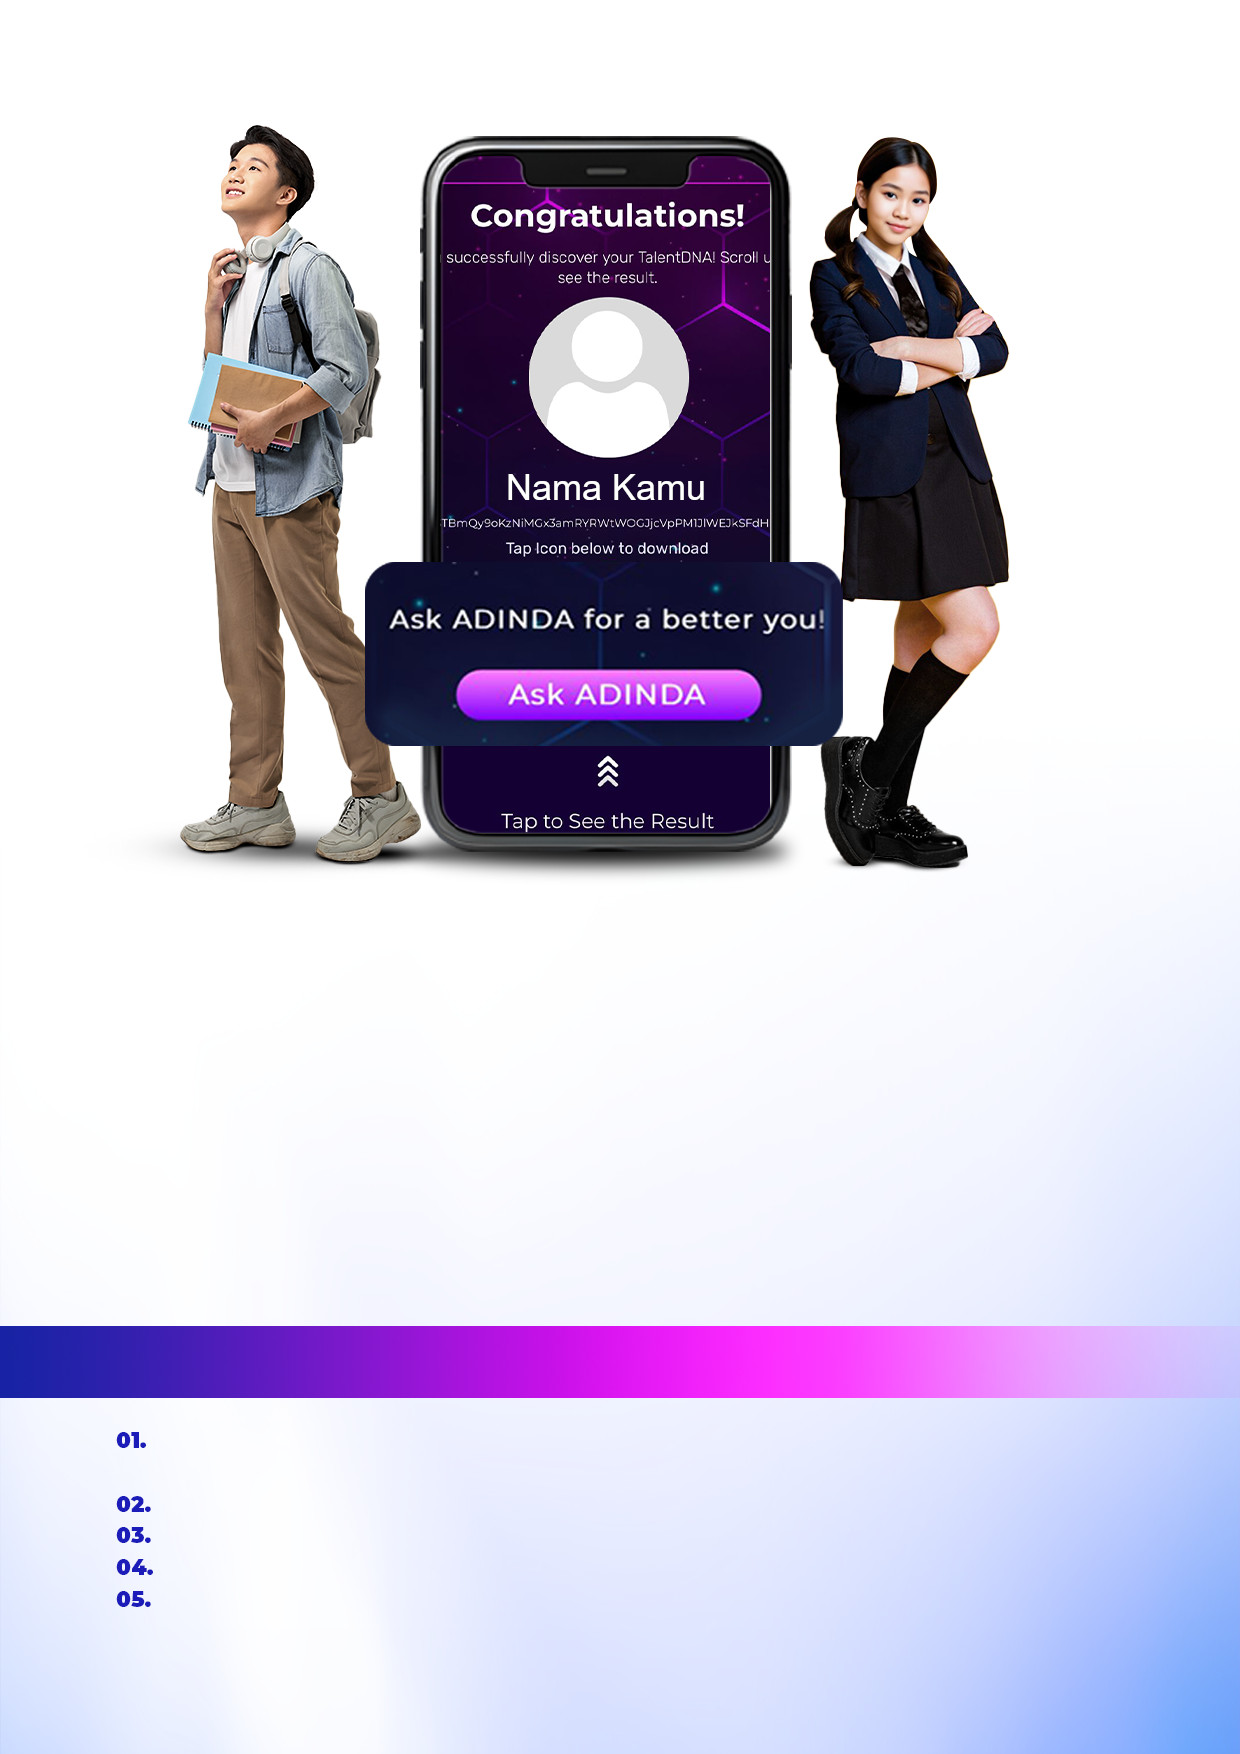 Congratulations!
successfully discover your TalentDNA! Scroll u
see the result.
Nama Kamu
TBmQy9oKzNiMGx3amRYRWtWOGJjcVpPM1JlWEJkSFdH
Tap Icon below to download
Ask ADINDA for a better you!
Ask ADINDA
Tap to See the Result
01.
02.
03.
04.
05.